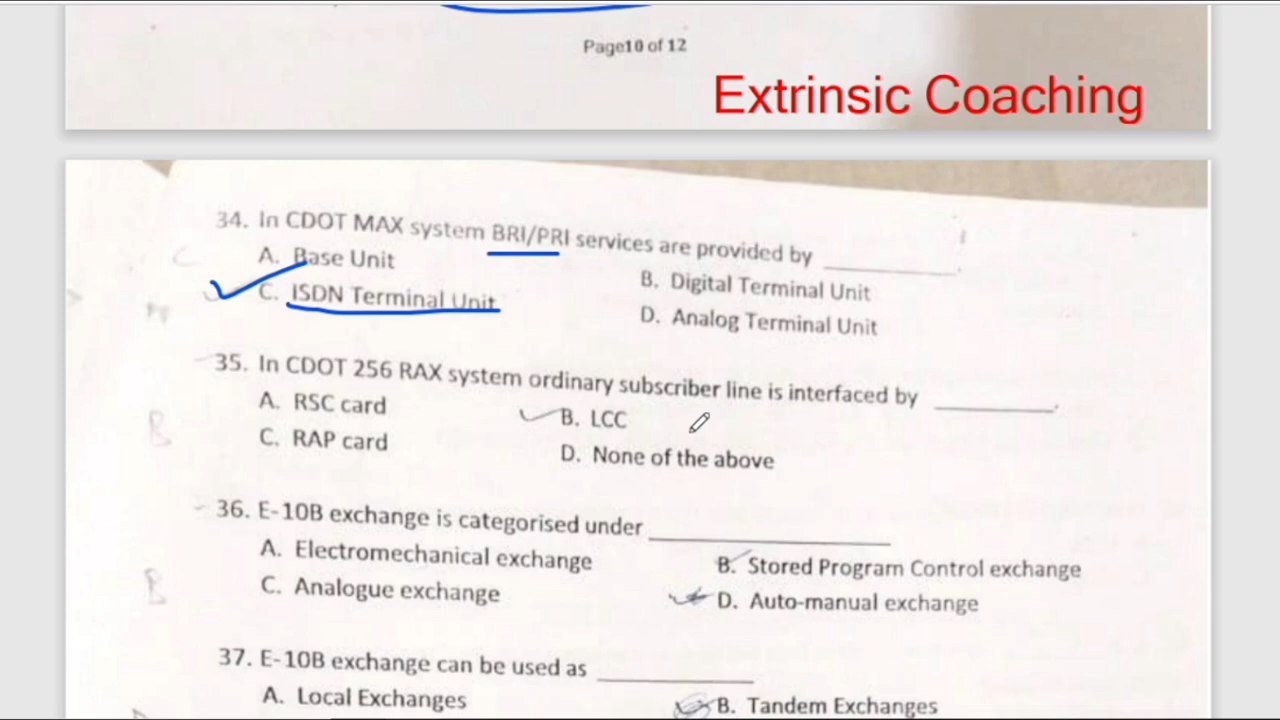 Page10 of 12
Extrinsic Coaching
34. In CDOT MAX system BRI/PRI services are provided by ____________.
A. Base Unit
B. Digital Terminal Unit
C. ISDN Terminal Unit
D. Analog Terminal Unit
35. In CDOT 256 RAX system ordinary subscriber line is interfaced by ___________.
A. RSC card
B. LCC
C. RAP card
D. None of the above
36. E-10B exchange is categorised under ______________________
A. Electromechanical exchange
B. Stored Program Control exchange
C. Analogue exchange
D. Auto-manual exchange
B
B
37. E-10B exchange can be used as ______________
A. Local Exchanges
B. Tandem Exchanges